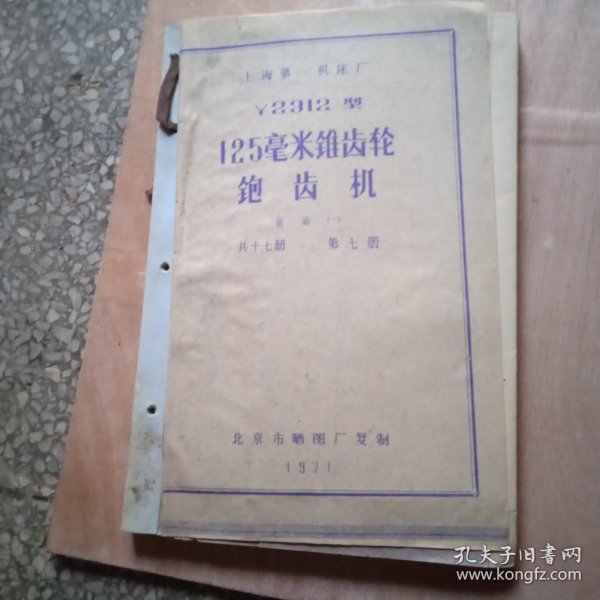 上海第一机床厂
Y2912型
125毫米锥齿轮
鉋齿机
共十七册 第七册
北京市晒图厂复制
1971
孔夫子旧书网
www.kongfz.com